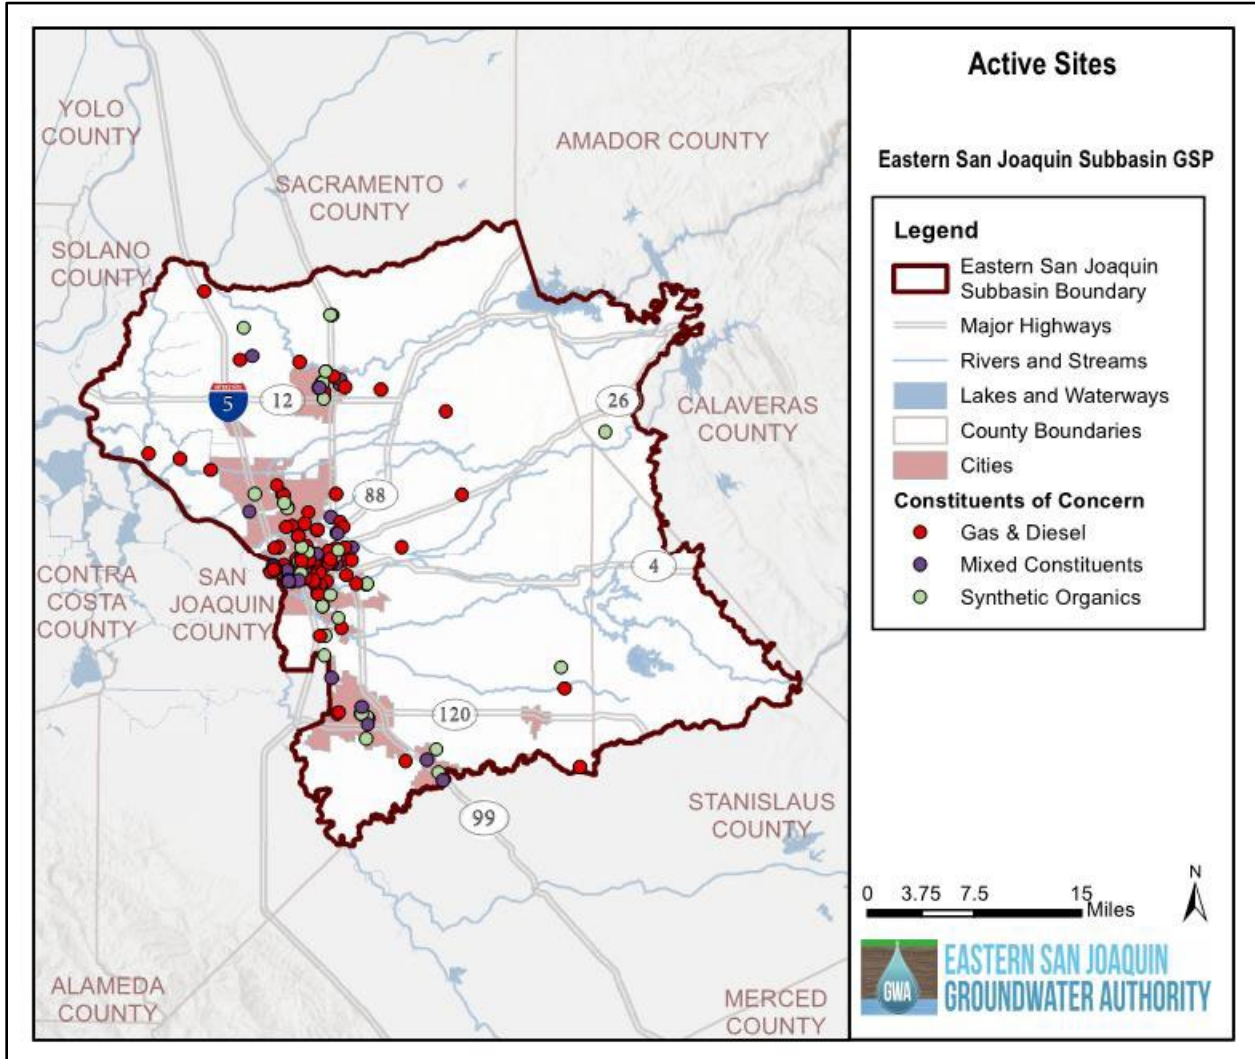 YOLO
COUNTY
AMADOR COUNTY
SACRAMENTO
COUNTY
SOLANO
COUNTY
5
12
26
CALAVERAS
COUNTY
88
4
CONTRA
COSTA
COUNTY
SAN
JOAQUIN
COUNTY
120
99
STANISLAUS
COUNTY
ALAMEDA
COUNTY
MERCED
COUNTY
Active Sites
Eastern San Joaquin Subbasin GSP
Legend
Eastern San Joaquin
Subbasin Boundary
Major Highways
Rivers and Streams
Lakes and Waterways
County Boundaries
Cities
Constituents of Concern
Gas & Diesel
Mixed Constituents
Synthetic Organics
N
0 3.75 7.5 15
Miles
GWA
EASTERN SAN JOAQUIN
GROUNDWATER AUTHORITY